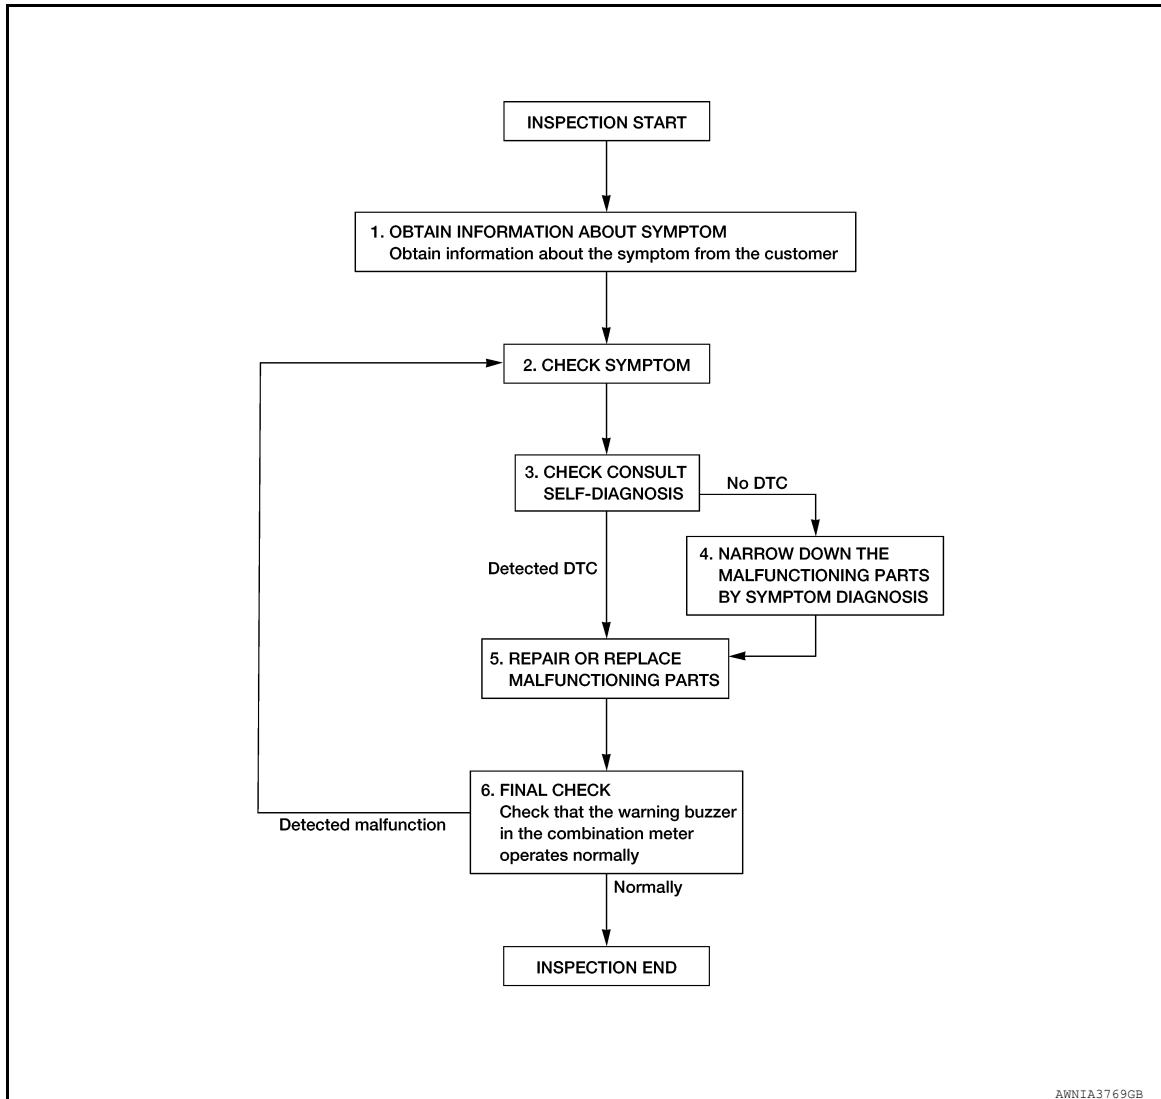 INSPECTION START
1. OBTAIN INFORMATION ABOUT SYMPTOM
Obtain information about the symptom from the customer
2. CHECK SYMPTOM
3. CHECK CONSULT
SELF-DIAGNOSIS
No DTC
4. NARROW DOWN THE
MALFUNCTIONING PARTS
BY SYMPTOM DIAGNOSIS
Detected DTC
5. REPAIR OR REPLACE
MALFUNCTIONING PARTS
6. FINAL CHECK
Check that the warning buzzer
in the combination meter
operates normally
Detected malfunction
Normally
INSPECTION END
AWNIA3769GB